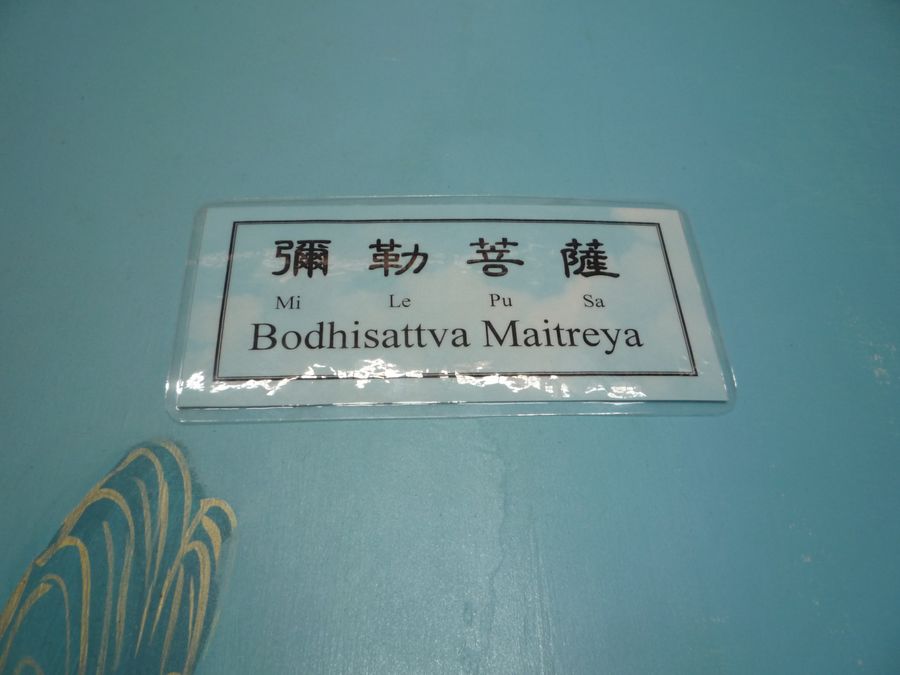 彌勒菩薩
Mi Le Pu Sa
Bodhisattva Maitreya